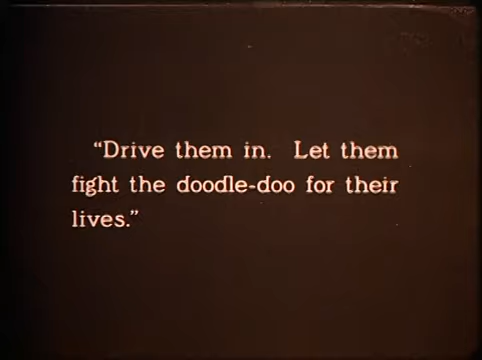 “Drive them in. Let them
fight the doodle-doo for their
lives.”